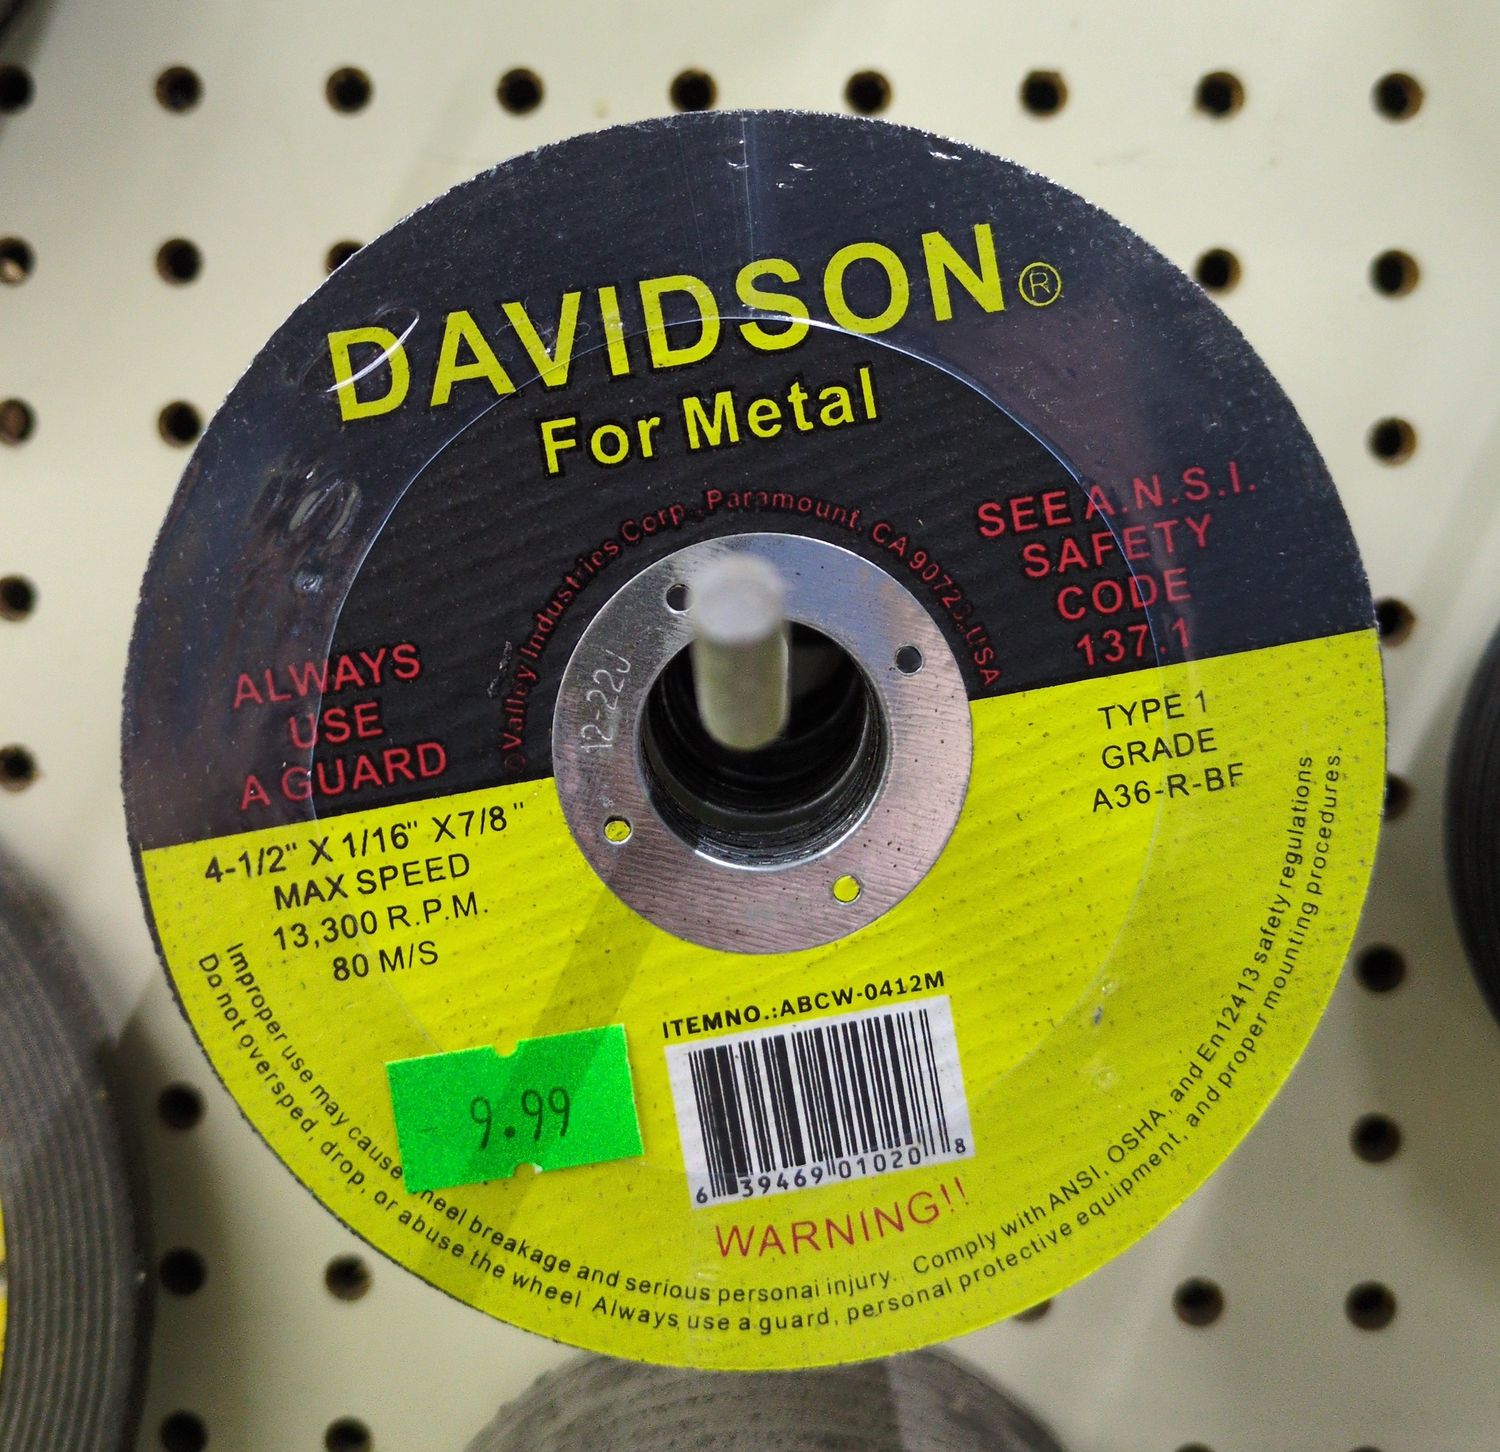 DAVIDSON®
For Metal
Valley Industries Corp., Paramount, CA 90723.USA
SEE A.N.S.I.
SAFETY
CODE
137.1
ALWAYS
USE
A GUARD
12-22J
TYPE 1
GRADE
A36-R-BF
4-1/2" X 1/16" X 7/8"
MAX SPEED
13,300 R.P.M.
80 M/S
ITEMNO.:ABCW-0412M
9.99
6 39469 01020 8
WARNING!!
Improper use may cause heel breakage and serious personal injury. Comply with ANSI, OSHA, and En12413 safety regulations
Do not oversped, drop, or abuse the wheel Always use a guard, personal protective equipment, and proper mounting procedures.